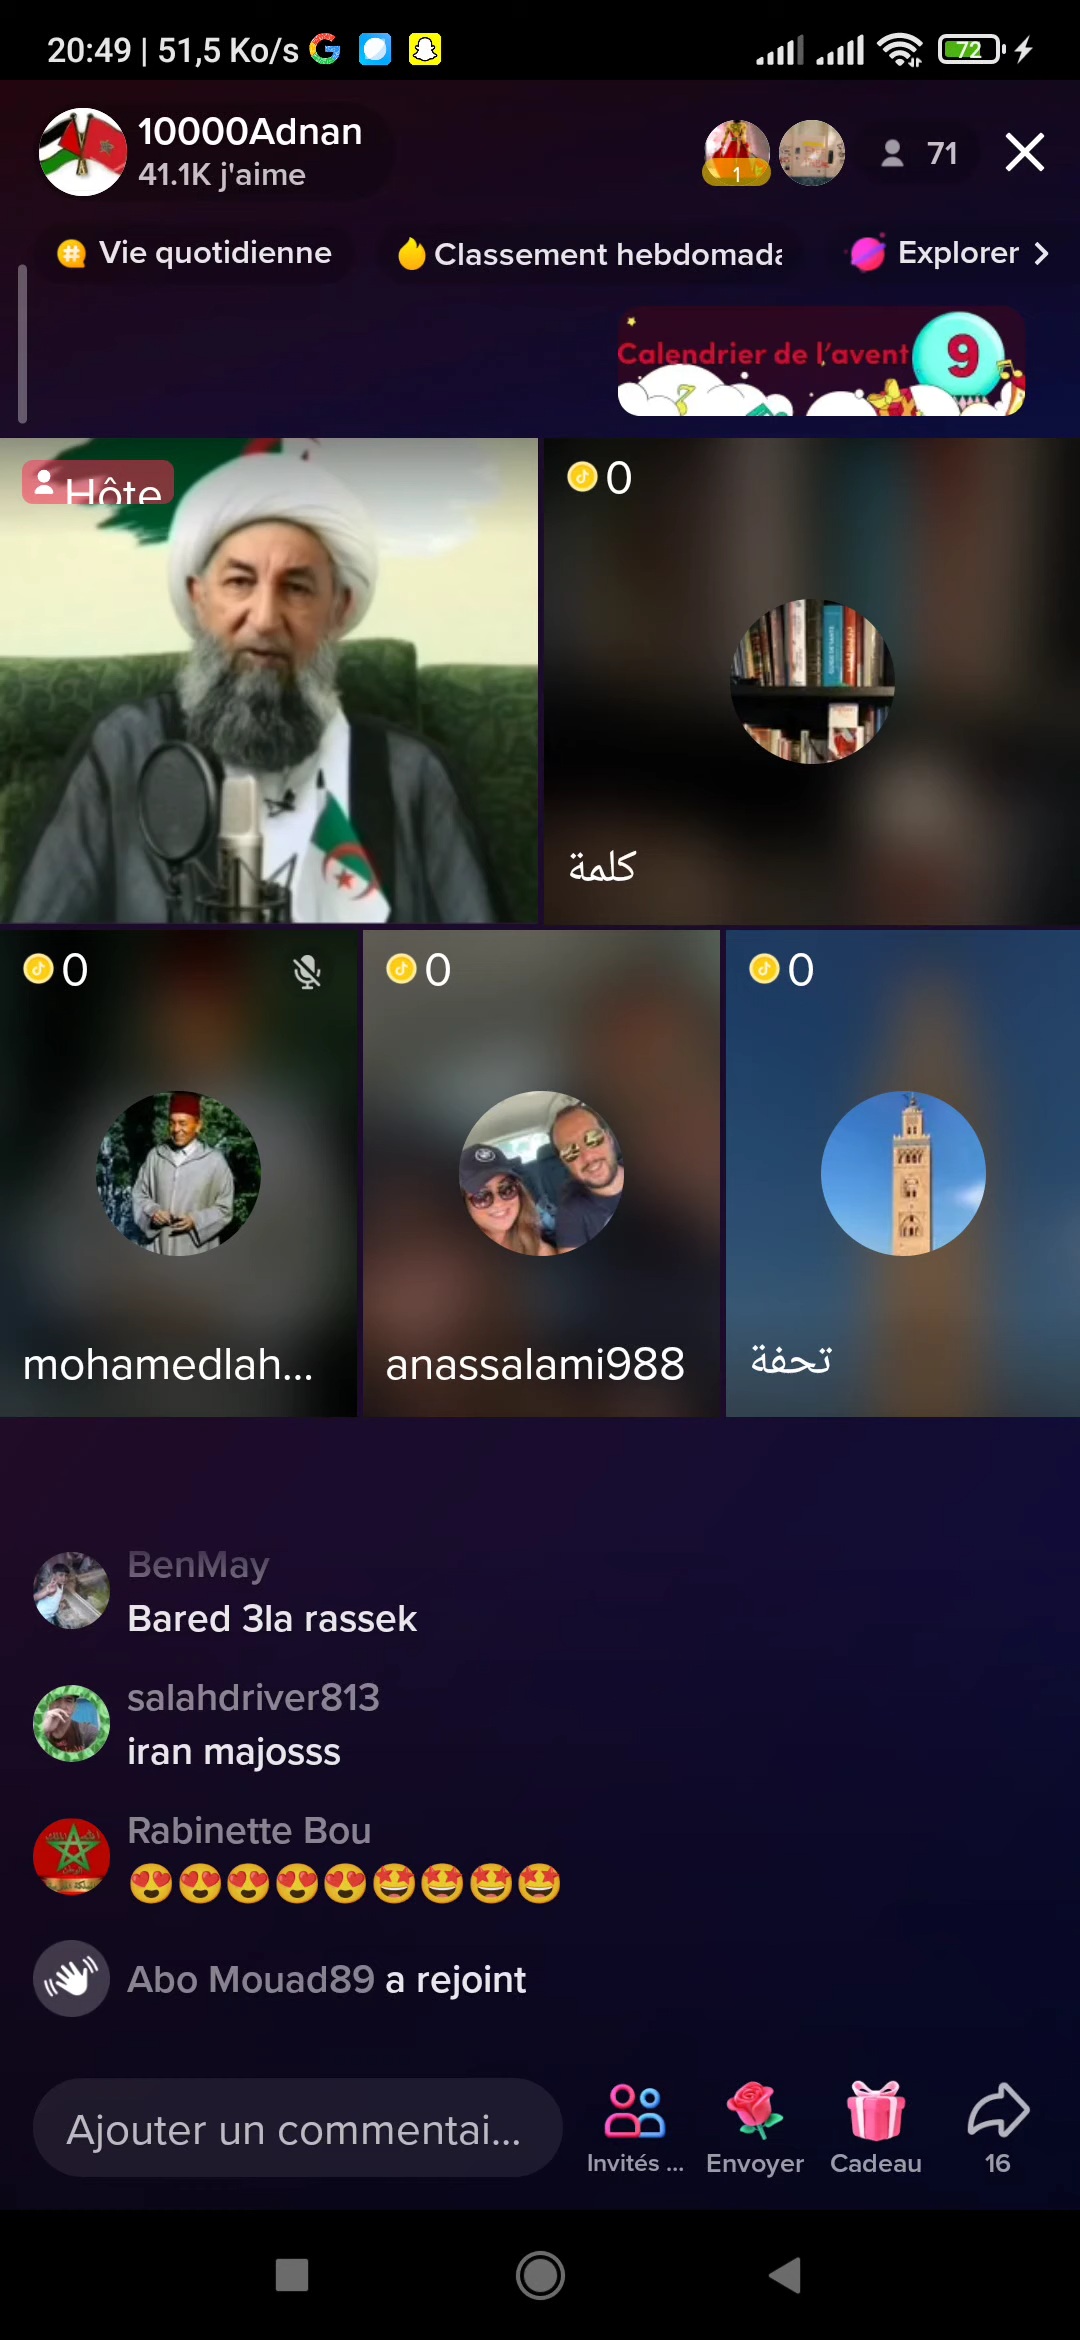 20:49 | 51,5 Ko/s
72
10000Adnan
41.1K j'aime
1
71
Vie quotidienne
Classement hebdomada
Explorer
Calendrier de l'avent
9
Hôte
0
كلمة
0
0
0
mohamedlah...
anassalami988
تحفة
BenMay
Bared 3la rassek
salahdriver813
iran majosss
Rabinette Bou
😍😍😍😍😍🤩🤩🤩🤩
Abo Mouad89 a rejoint
Ajouter un commentai...
Invités ...
Envoyer
Cadeau
16